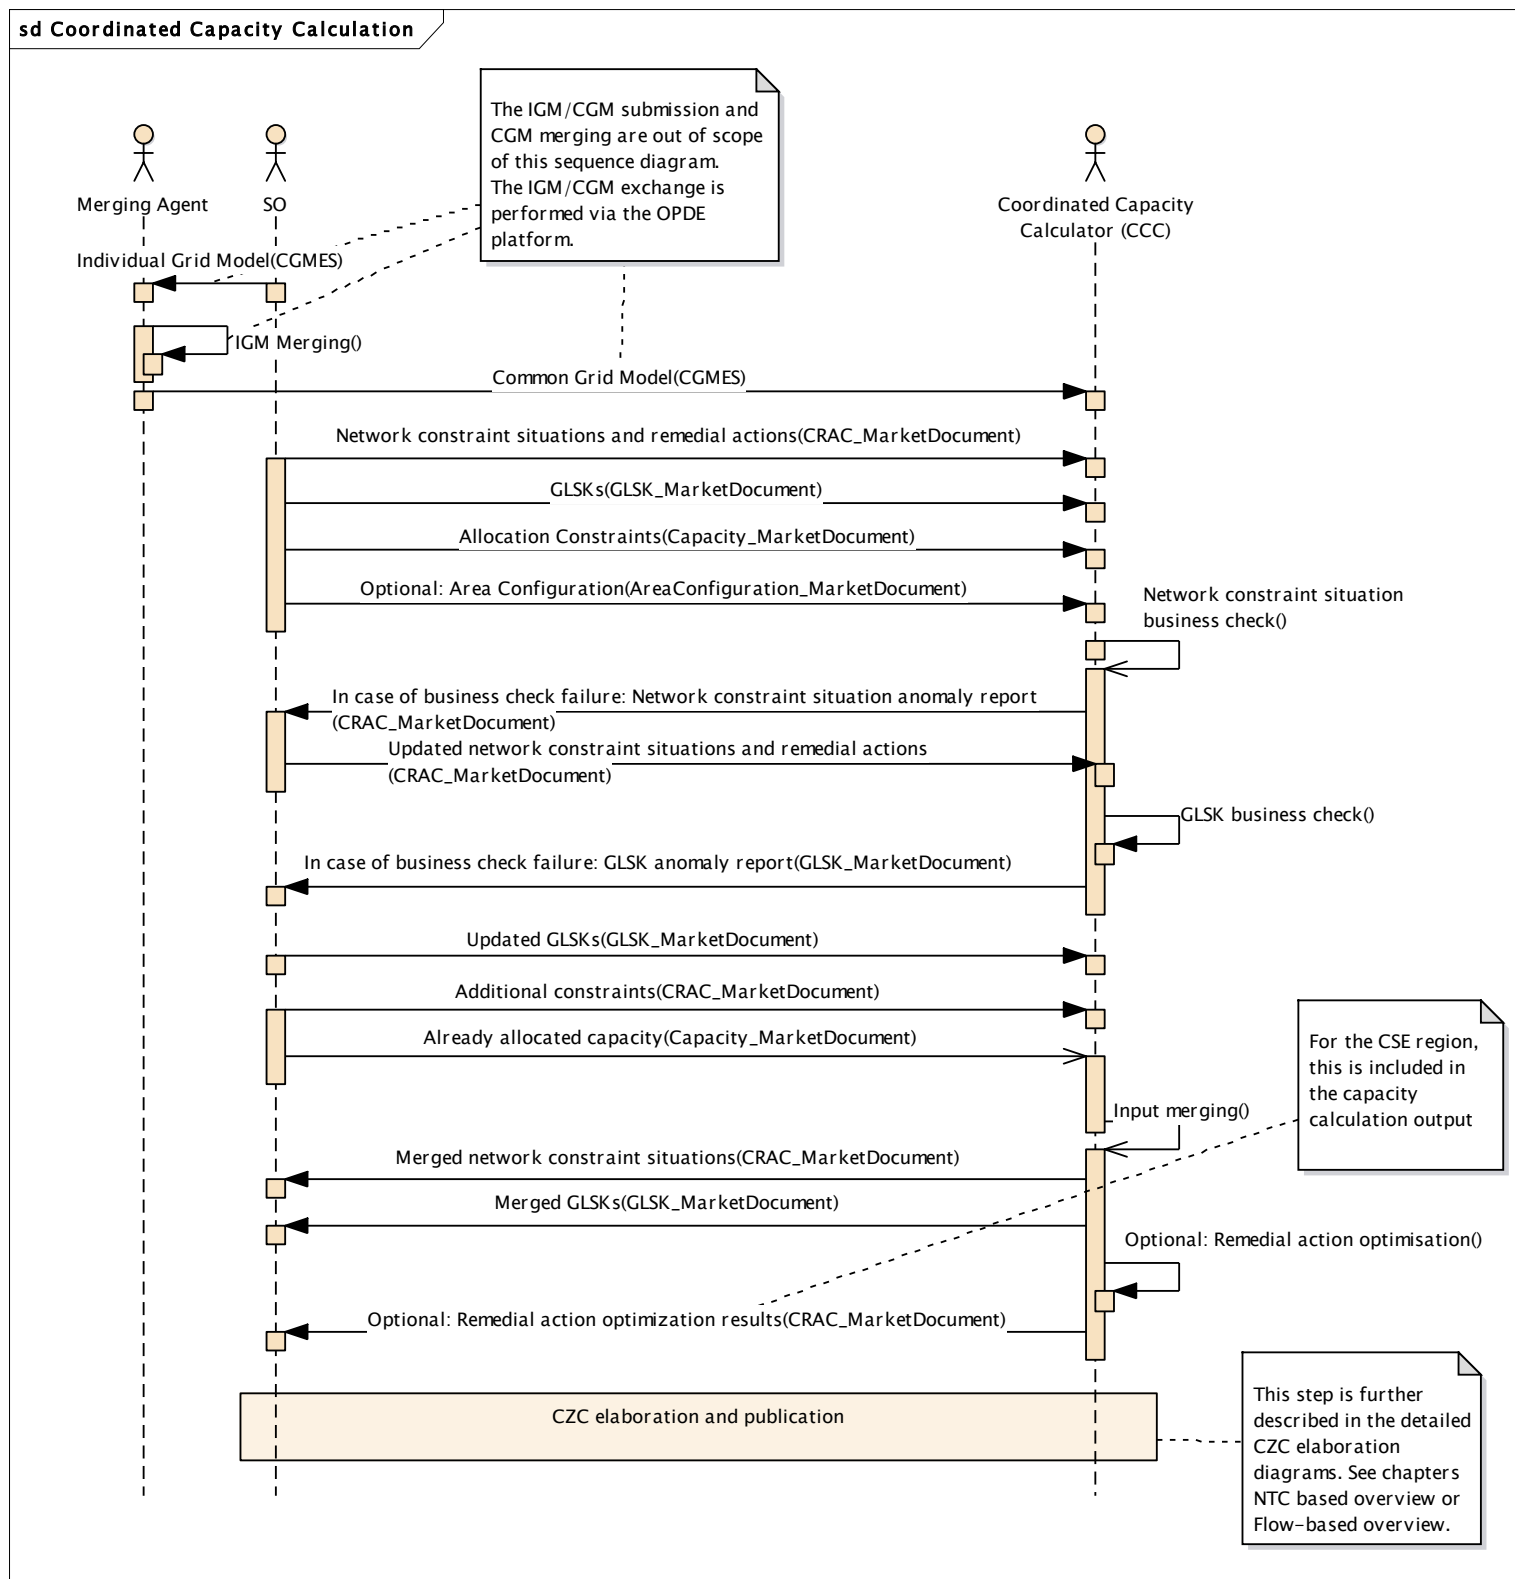 sd Coordinated Capacity Calculation
The IGM/CGM submission and
CGM merging are out of scope
of this sequence diagram.
The IGM/CGM exchange is
performed via the OPDE
platform.
Merging Agent
SO
Coordinated Capacity
Calculator (CCC)
Individual Grid Model(CGMES)
IGM Merging()
Common Grid Model(CGMES)
Network constraint situations and remedial actions(CRAC_MarketDocument)
GLSKs(GLSK_MarketDocument)
Allocation Constraints(Capacity_MarketDocument)
Optional: Area Configuration(AreaConfiguration_MarketDocument)
Network constraint situation
business check()
In case of business check failure: Network constraint situation anomaly report
(CRAC_MarketDocument)
Updated network constraint situations and remedial actions
(CRAC_MarketDocument)
GLSK business check()
In case of business check failure: GLSK anomaly report(GLSK_MarketDocument)
Updated GLSKs(GLSK_MarketDocument)
Additional constraints(CRAC_MarketDocument)
Already allocated capacity(Capacity_MarketDocument)
For the CSE region,
this is included in
the capacity
calculation output
Input merging()
Merged network constraint situations(CRAC_MarketDocument)
Merged GLSKs(GLSK_MarketDocument)
Optional: Remedial action optimisation()
Optional: Remedial action optimization results(CRAC_MarketDocument)
CZC elaboration and publication
This step is further
described in the detailed
CZC elaboration
diagrams. See chapters
NTC based overview or
Flow-based overview.